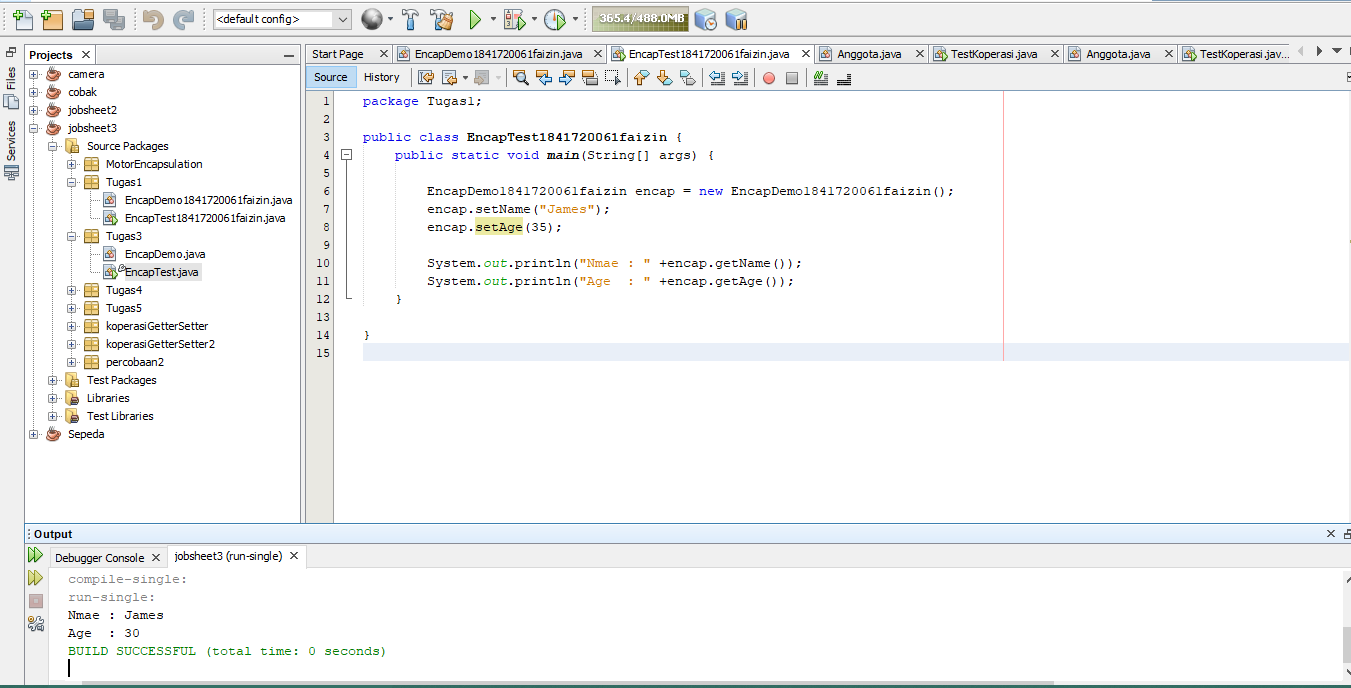 <default config>
365.4/488.0MB
Files
Services
Projects
camera
cobak
jobsheet2
jobsheet3
Source Packages
MotorEncapsulation
Tugas1
EncapDemo1841720061faizin.java
EncapTest1841720061faizin.java
Tugas3
EncapDemo.java
EncapTest.java
Tugas4
Tugas5
koperasiGetterSetter
koperasiGetterSetter2
percobaan2
Test Packages
Libraries
Test Libraries
Sepeda
Start Page EncapDemo1841720061faizin.java EncapTest1841720061faizin.java Anggota.java TestKoperasi.java Anggota.java TestKoperasi.jav...
Source History
1 package Tugas1;
2
3 public class EncapTest1841720061faizin {
4 public static void main(String[] args) {
5
6 EncapDemo1841720061faizin encap = new EncapDemo1841720061faizin();
7 encap.setName("James");
8 encap.setAge(35);
9
10 System.out.println("Nmae : " +encap.getName());
11 System.out.println("Age  : " +encap.getAge());
12 }
13
14 }
15
Output
Debugger Console jobsheet3 (run-single)
compile-single:
run-single:
Nmae : James
Age  : 30
BUILD SUCCESSFUL (total time: 0 seconds)